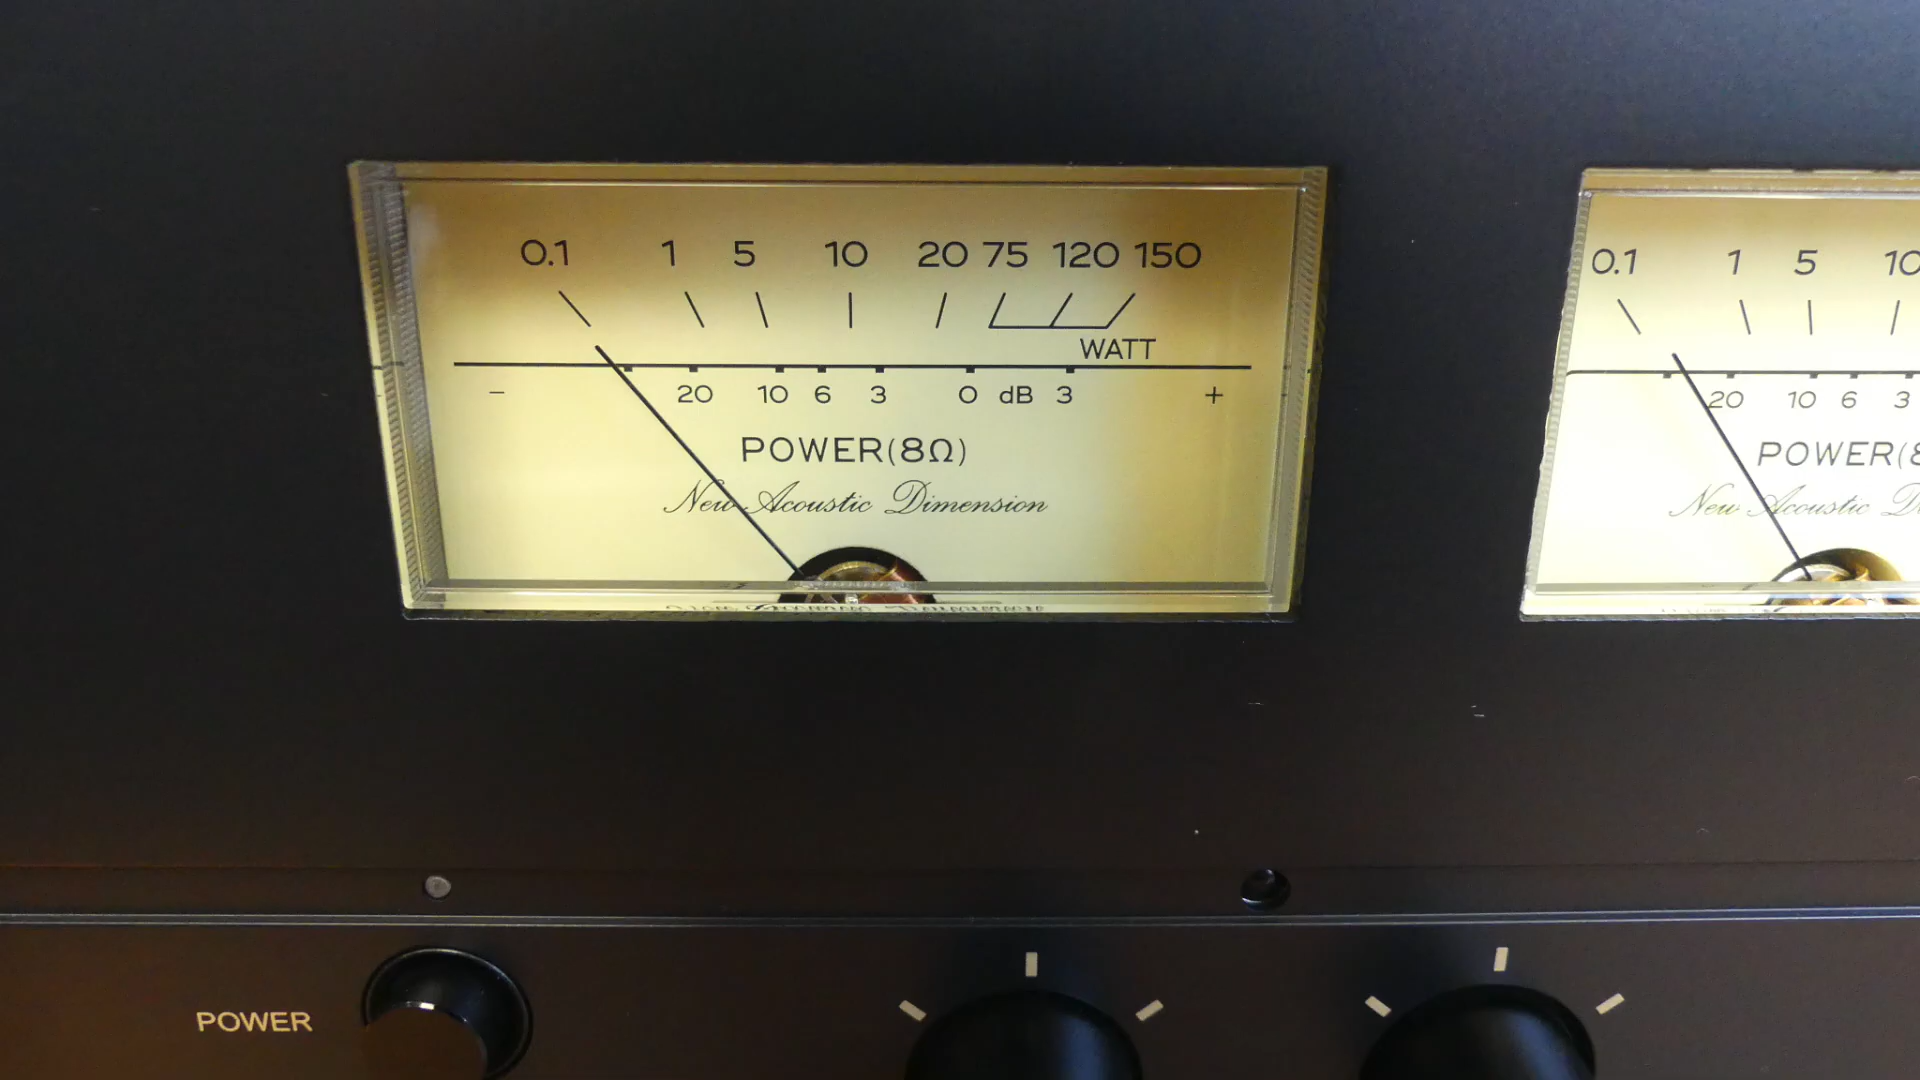 0.1 1 5 10 20 75 120 150
WATT
− 20 10 6 3 0 dB 3 +
POWER(8Ω)
New Acoustic Dimension
0.1 1 5 10
20 10 6 3
POWER(8
New Acoustic
POWER